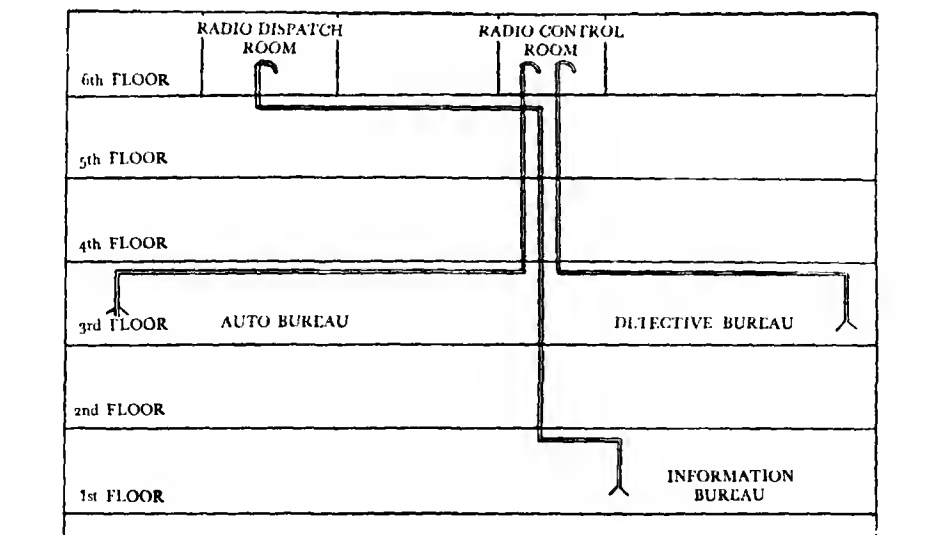 RADIO DISPATCH
ROOM
RADIO CONTROL
ROOM
6th FLOOR
5th FLOOR
4th FLOOR
3rd FLOOR
AUTO BUREAU
DETECTIVE BUREAU
2nd FLOOR
1st FLOOR
INFORMATION
BUREAU